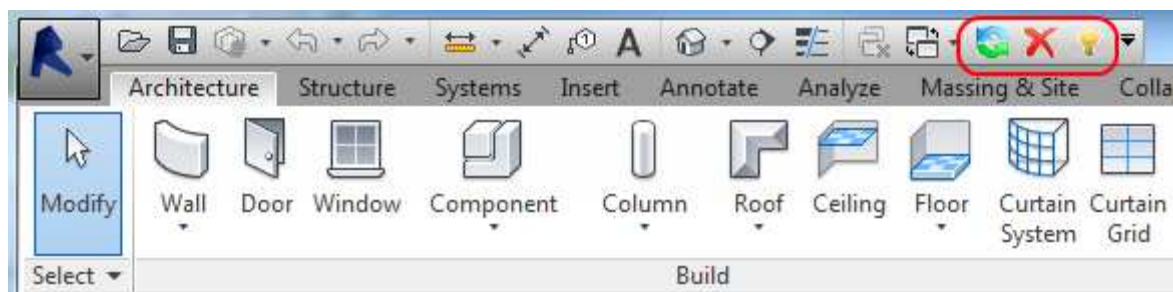 A
Architecture Structure Systems Insert Annotate Analyze Massing & Site Colla
Modify Wall Door Window Component Column Roof Ceiling Floor Curtain System Curtain Grid
Select Build